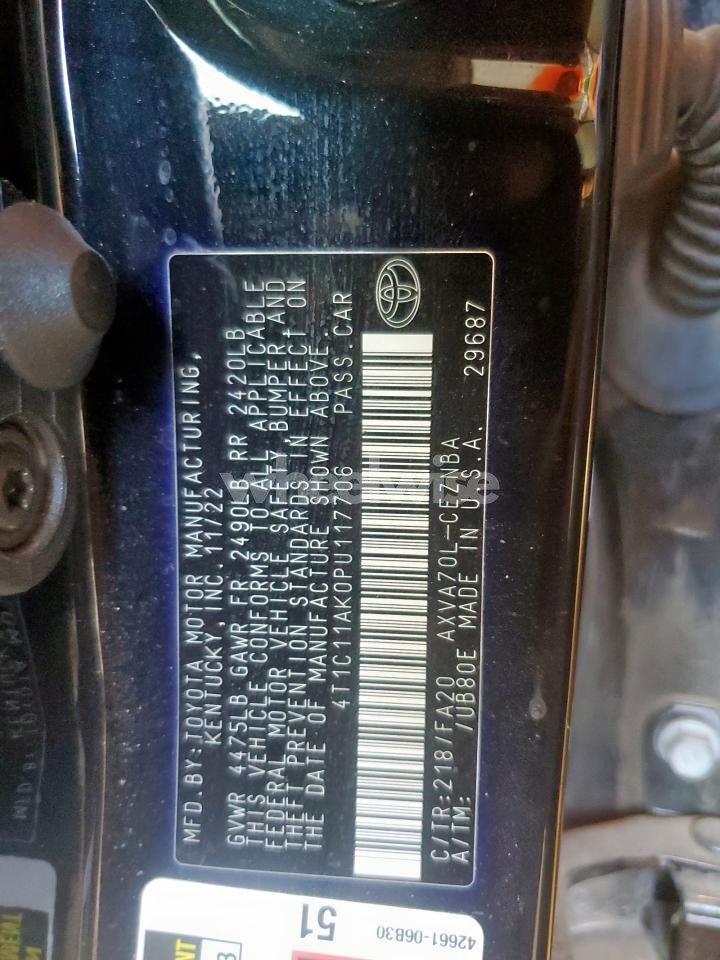 MFD.BY:TOYOTA MOTOR MANUFACTURING,
KENTUCKY,INC. 11/22
GVWR 4475LB GAWR FR 2490LB RR 2420LB
THIS VEHICLE CONFORMS TO ALL APPLICABLE
FEDERAL MOTOR VEHICLE SAFETY, BUMPER AND
THEFT PREVENTION STANDARDS IN EFFECT ON
THE DATE OF MANUFACTURE SHOWN ABOVE.
4T1C11AK0PU117706 PASS.CAR
C/TR:218/FA20 AXVA70L-CEZNBA
A/TM: /UB80E MADE IN U.S.A. 29687
51
42661-06B30